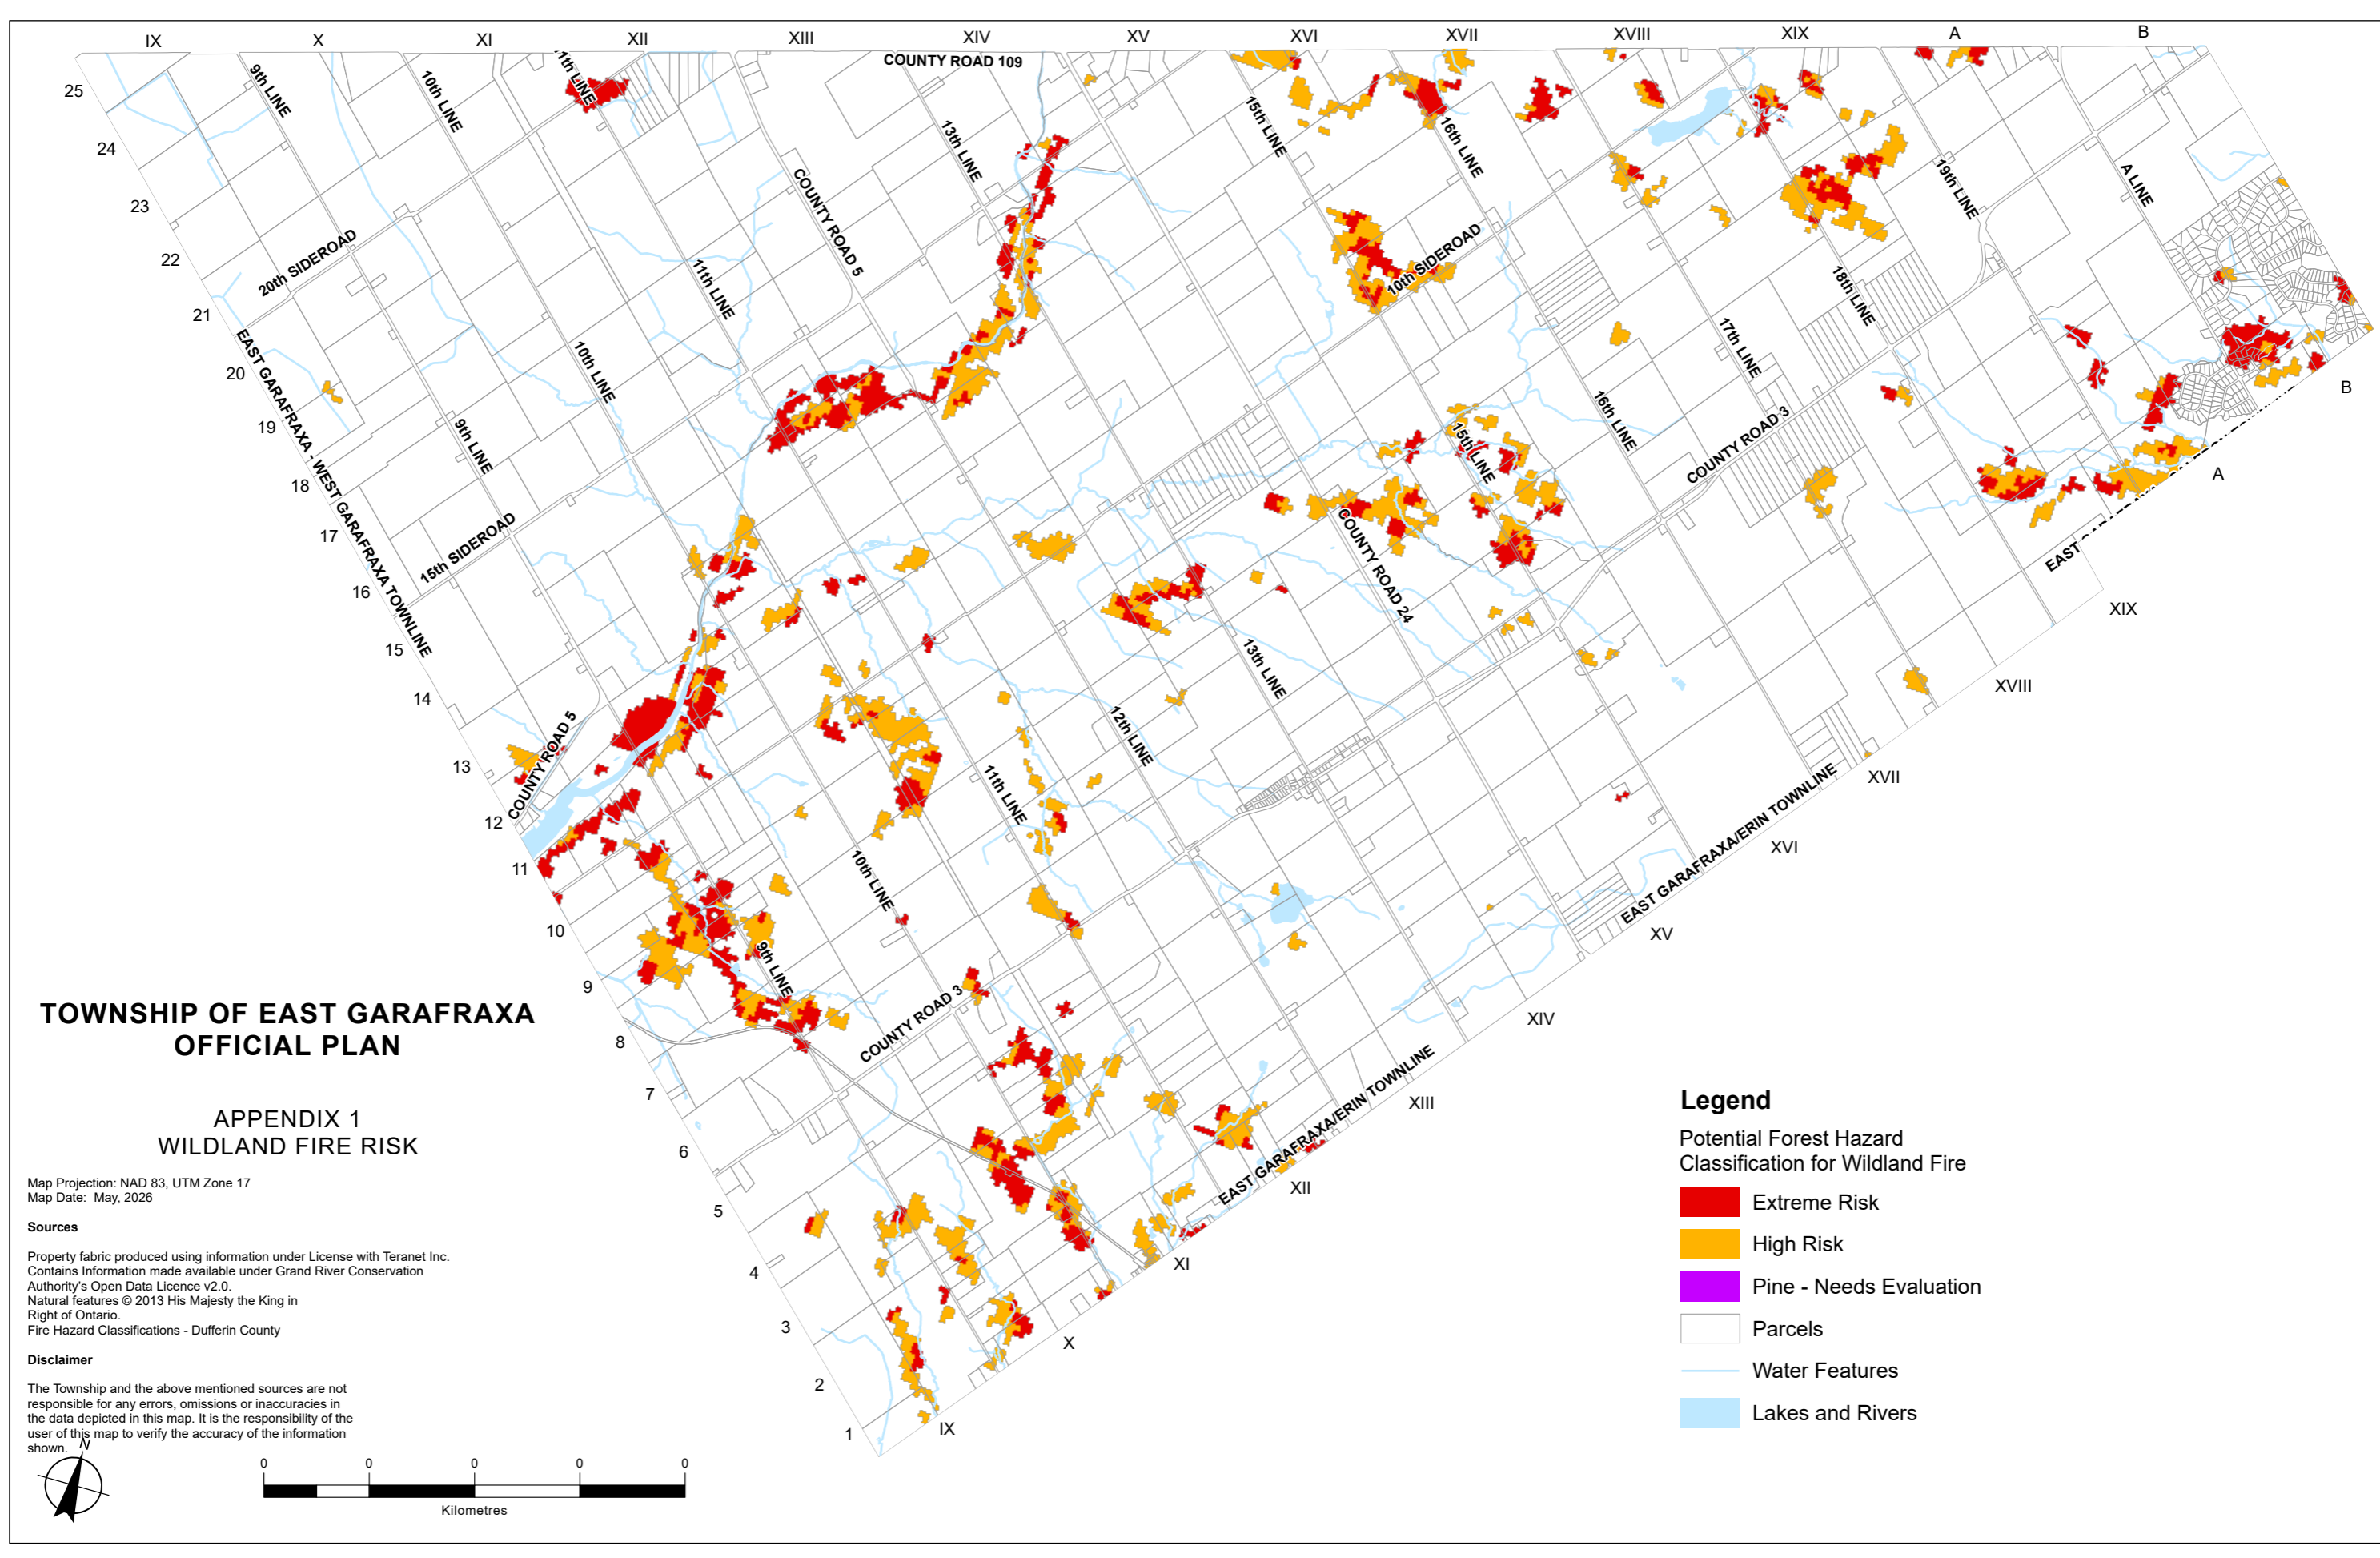 IX
X
XI
XII
XIII
XIV
XV
XVI
XVII
XVIII
XIX
A
B
COUNTY ROAD 109
25
24
23
22
21
20
19
18
17
16
15
14
13
12
11
10
9
8
7
6
5
4
3
2
1
9th LINE
10th LINE
11th LINE
13th LINE
15th LINE
16th LINE
19th LINE
A LINE
COUNTY ROAD 5
20th SIDEROAD
11th LINE
10th SIDEROAD
18th LINE
17th LINE
10th LINE
EAST GARAFRAXA - WEST GARAFRAXA TOWNLINE
9th LINE
15th LINE
16th LINE
COUNTY ROAD 3
15th SIDEROAD
COUNTY ROAD 24
13th LINE
12th LINE
COUNTY ROAD 5
11th LINE
10th LINE
9th LINE
COUNTY ROAD 3
EAST GARAFRAXA/ERIN TOWNLINE
EAST GARAFRAXA/ERIN TOWNLINE
EAST
B
A
XIX
XVIII
XVII
XVI
XV
XIV
XIII
XII
XI
X
IX
TOWNSHIP OF EAST GARAFRAXA
OFFICIAL PLAN
APPENDIX 1
WILDLAND FIRE RISK
Map Projection: NAD 83, UTM Zone 17
Map Date: May, 2026
Sources
Property fabric produced using information under License with Teranet Inc.
Contains Information made available under Grand River Conservation
Authority's Open Data Licence v2.0.
Natural features © 2013 His Majesty the King in
Right of Ontario.
Fire Hazard Classifications - Dufferin County
Disclaimer
The Township and the above mentioned sources are not
responsible for any errors, omissions or inaccuracies in
the data depicted in this map. It is the responsibility of the
user of this map to verify the accuracy of the information
shown.
N
0 0 0 0 0
Kilometres
Legend
Potential Forest Hazard
Classification for Wildland Fire
Extreme Risk
High Risk
Pine - Needs Evaluation
Parcels
Water Features
Lakes and Rivers